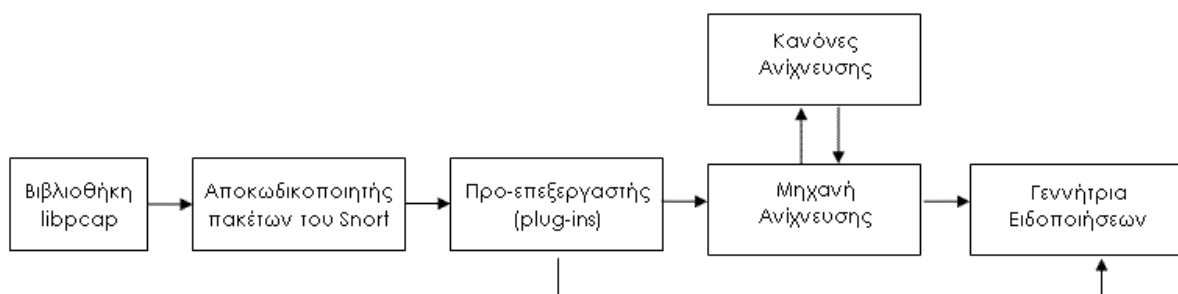 Κανόνες
Ανίχνευσης
Βιβλιοθήκη
libpcap
Αποκωδικοποιητής
πακέτων του Snort
Προ-επεξεργαστής
(plug-ins)
Μηχανή
Ανίχνευσης
Γεννήτρια
Ειδοποιήσεων